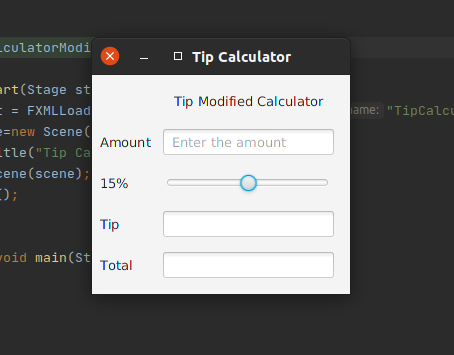 Tip Calculator
lculatorModi
art(Stage st
t = FXMLLoad
name: "TipCalcu
e=new Scene(
itle("Tip Ca
cene(scene);
();
void main(St
Tip Modified Calculator
Amount Enter the amount
15%
Tip
Total